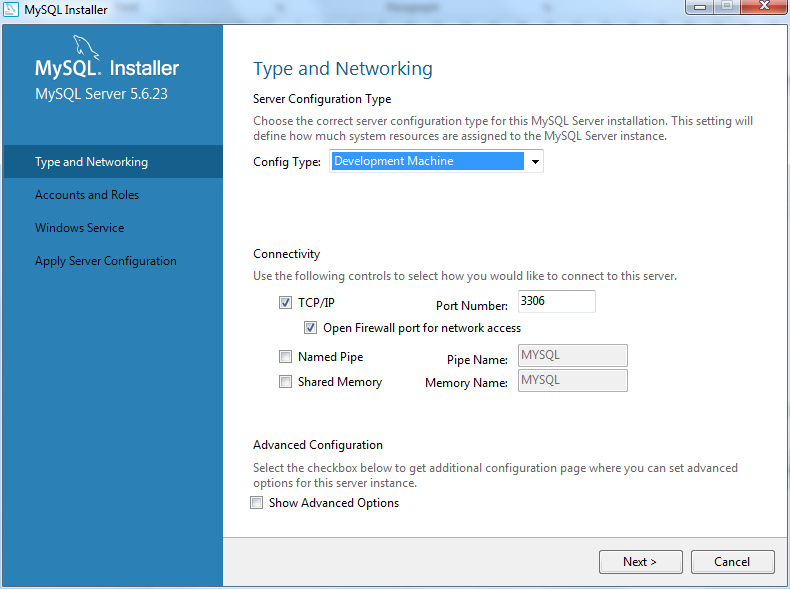 MySQL Installer
MySQL® Installer
MySQL Server 5.6.23
Type and Networking
Accounts and Roles
Windows Service
Apply Server Configuration
Type and Networking
Server Configuration Type
Choose the correct server configuration type for this MySQL Server installation. This setting will
define how much system resources are assigned to the MySQL Server instance.
Config Type: Development Machine
Connectivity
Use the following controls to select how you would like to connect to this server.
TCP/IP Port Number: 3306
Open Firewall port for network access
Named Pipe Pipe Name: MYSQL
Shared Memory Memory Name: MYSQL
Advanced Configuration
Select the checkbox below to get additional configuration page where you can set advanced
options for this server instance.
Show Advanced Options
Next > Cancel